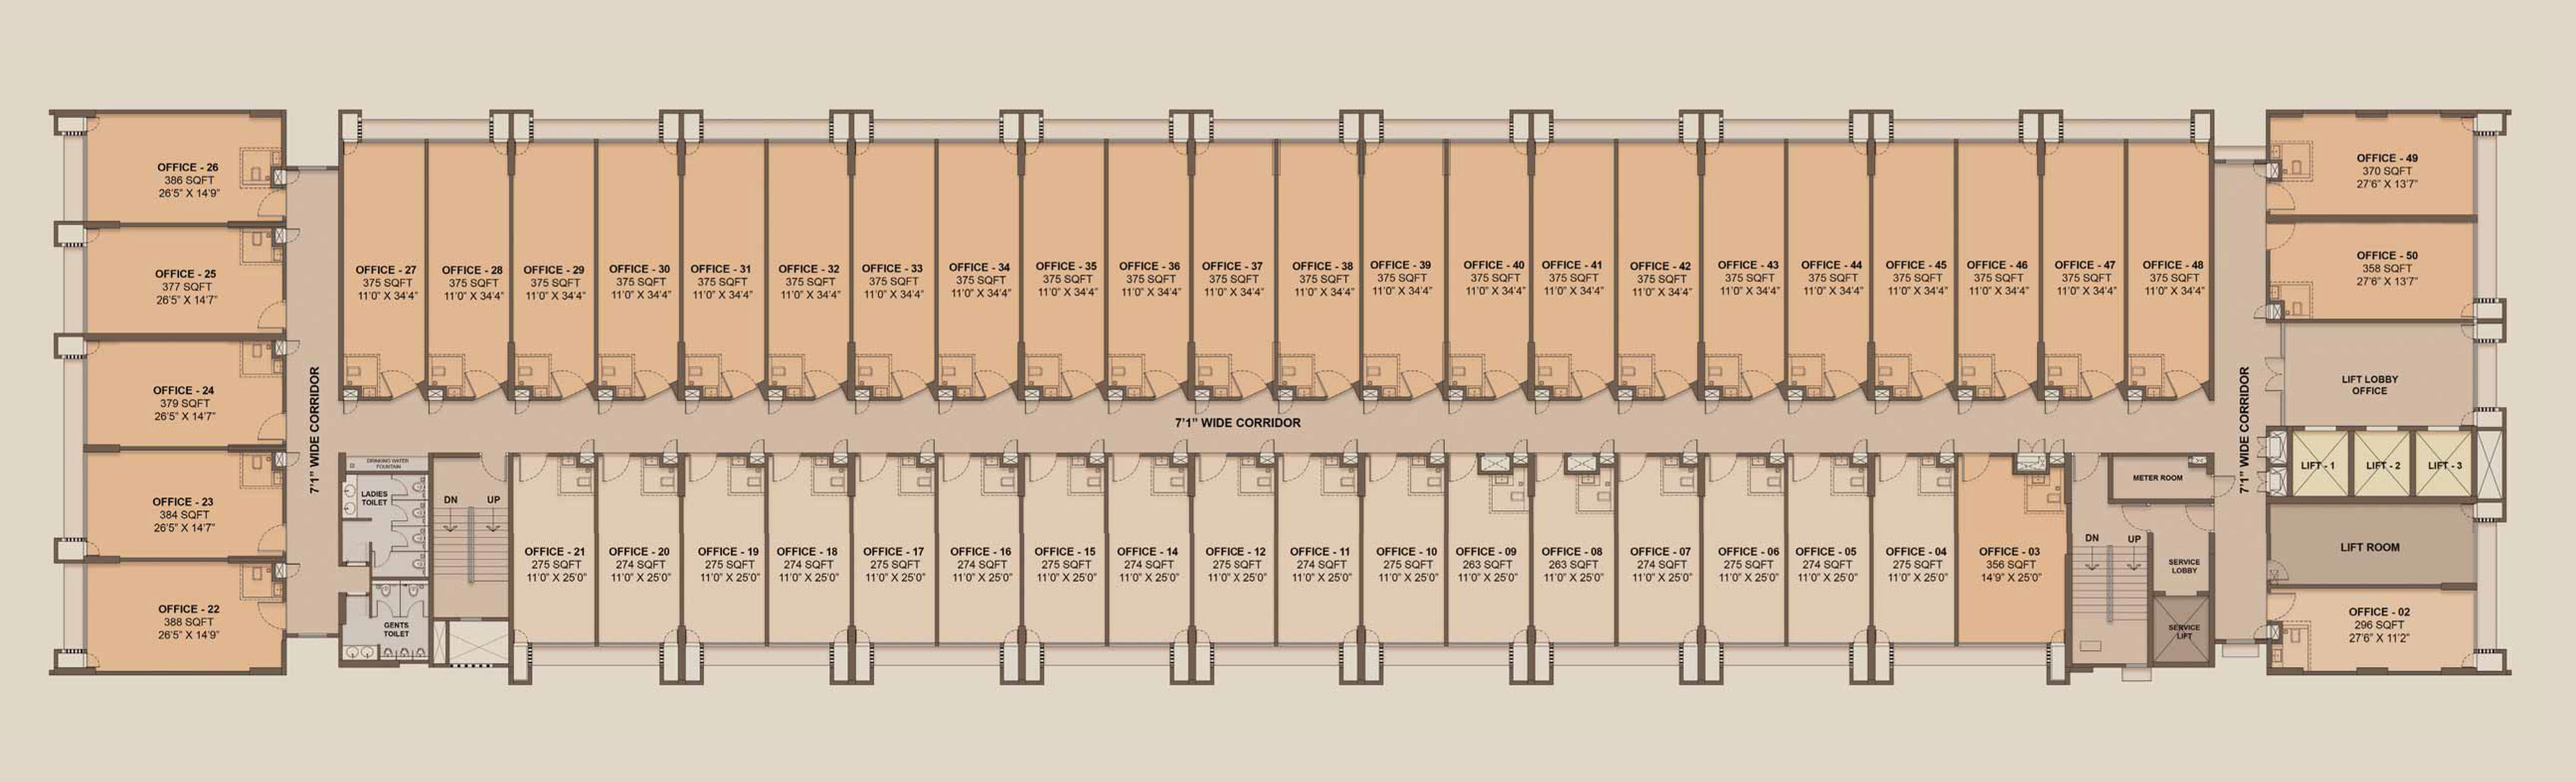 OFFICE - 26
386 SQFT
26'5" X 14'9"
OFFICE - 25
377 SQFT
26'5" X 14'7"
OFFICE - 24
379 SQFT
26'5" X 14'7"
OFFICE - 23
384 SQFT
26'5" X 14'7"
OFFICE - 22
388 SQFT
26'5" X 14'9"
7'1" WIDE CORRIDOR
OFFICE - 27
375 SQFT
11'0" X 34'4"
OFFICE - 28
375 SQFT
11'0" X 34'4"
OFFICE - 29
375 SQFT
11'0" X 34'4"
OFFICE - 30
375 SQFT
11'0" X 34'4"
OFFICE - 31
375 SQFT
11'0" X 34'4"
OFFICE - 32
375 SQFT
11'0" X 34'4"
OFFICE - 33
375 SQFT
11'0" X 34'4"
OFFICE - 34
375 SQFT
11'0" X 34'4"
OFFICE - 35
375 SQFT
11'0" X 34'4"
OFFICE - 36
375 SQFT
11'0" X 34'4"
OFFICE - 37
375 SQFT
11'0" X 34'4"
OFFICE - 38
375 SQFT
11'0" X 34'4"
OFFICE - 39
375 SQFT
11'0" X 34'4"
OFFICE - 40
375 SQFT
11'0" X 34'4"
OFFICE - 41
375 SQFT
11'0" X 34'4"
OFFICE - 42
375 SQFT
11'0" X 34'4"
OFFICE - 43
375 SQFT
11'0" X 34'4"
OFFICE - 44
375 SQFT
11'0" X 34'4"
OFFICE - 45
375 SQFT
11'0" X 34'4"
OFFICE - 46
375 SQFT
11'0" X 34'4"
OFFICE - 47
375 SQFT
11'0" X 34'4"
OFFICE - 48
375 SQFT
11'0" X 34'4"
7'1" WIDE CORRIDOR
DRINKING WATER
FOUNTAIN
LADIES
TOILET
GENTS
TOILET
DN
UP
OFFICE - 21
275 SQFT
11'0" X 25'0"
OFFICE - 20
274 SQFT
11'0" X 25'0"
OFFICE - 19
275 SQFT
11'0" X 25'0"
OFFICE - 18
274 SQFT
11'0" X 25'0"
OFFICE - 17
275 SQFT
11'0" X 25'0"
OFFICE - 16
274 SQFT
11'0" X 25'0"
OFFICE - 15
275 SQFT
11'0" X 25'0"
OFFICE - 14
274 SQFT
11'0" X 25'0"
OFFICE - 12
275 SQFT
11'0" X 25'0"
OFFICE - 11
274 SQFT
11'0" X 25'0"
OFFICE - 10
275 SQFT
11'0" X 25'0"
OFFICE - 09
263 SQFT
11'0" X 25'0"
OFFICE - 08
263 SQFT
11'0" X 25'0"
OFFICE - 07
274 SQFT
11'0" X 25'0"
OFFICE - 06
275 SQFT
11'0" X 25'0"
OFFICE - 05
274 SQFT
11'0" X 25'0"
OFFICE - 04
275 SQFT
11'0" X 25'0"
OFFICE - 03
356 SQFT
14'9" X 25'0"
METER ROOM
DN
UP
SERVICE
LOBBY
SERVICE
LIFT
7'1" WIDE CORRIDOR
OFFICE - 49
370 SQFT
27'6" X 13'7"
OFFICE - 50
358 SQFT
27'6" X 13'7"
LIFT LOBBY
OFFICE
LIFT - 1
LIFT - 2
LIFT - 3
LIFT ROOM
OFFICE - 02
296 SQFT
27'6" X 11'2"